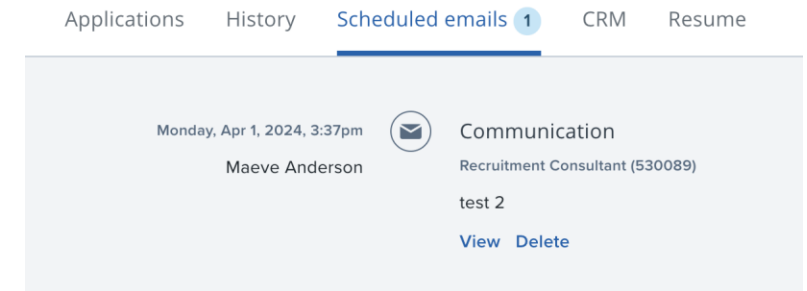 Applications History Scheduled emails 1 CRM Resume
Monday, Apr 1, 2024, 3:37pm
Maeve Anderson
Communication
Recruitment Consultant (530089)
test 2
View Delete